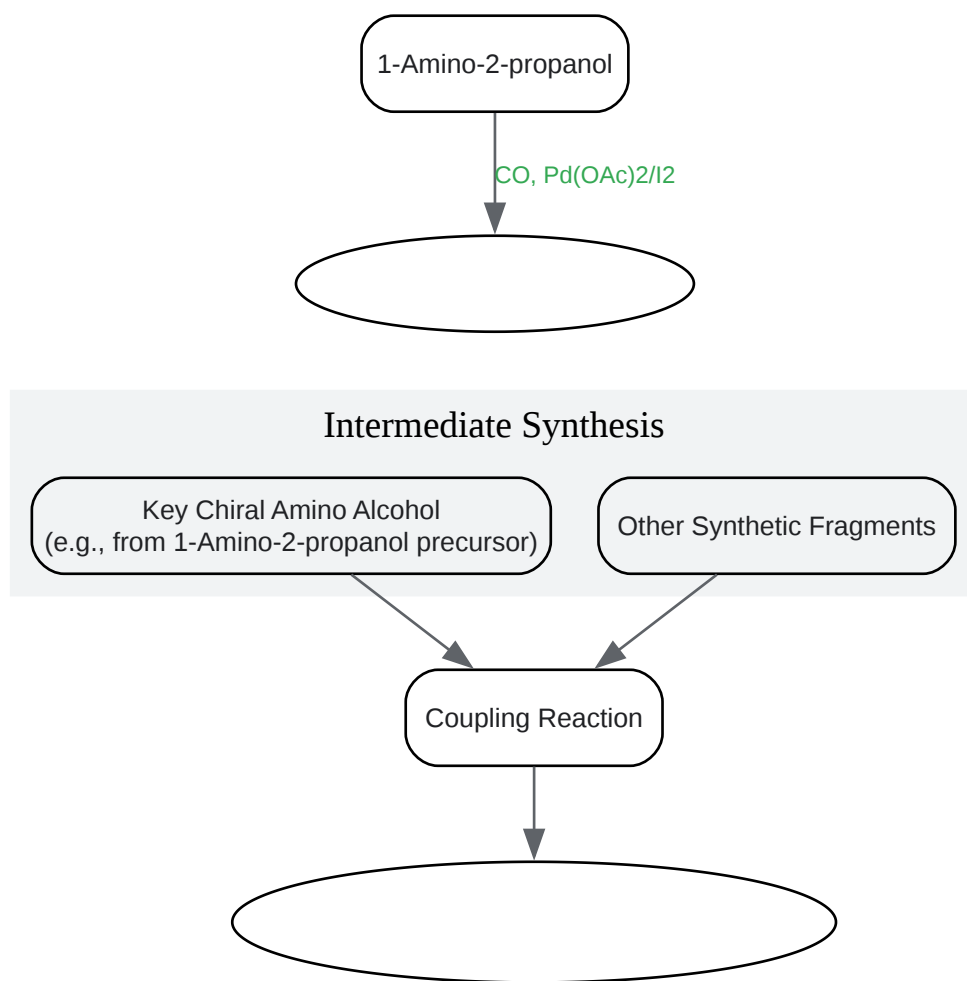 1-Amino-2-propanol
CO, Pd(OAc)2/I2
Intermediate Synthesis
Key Chiral Amino Alcohol
(e.g., from 1-Amino-2-propanol precursor)
Other Synthetic Fragments
Coupling Reaction